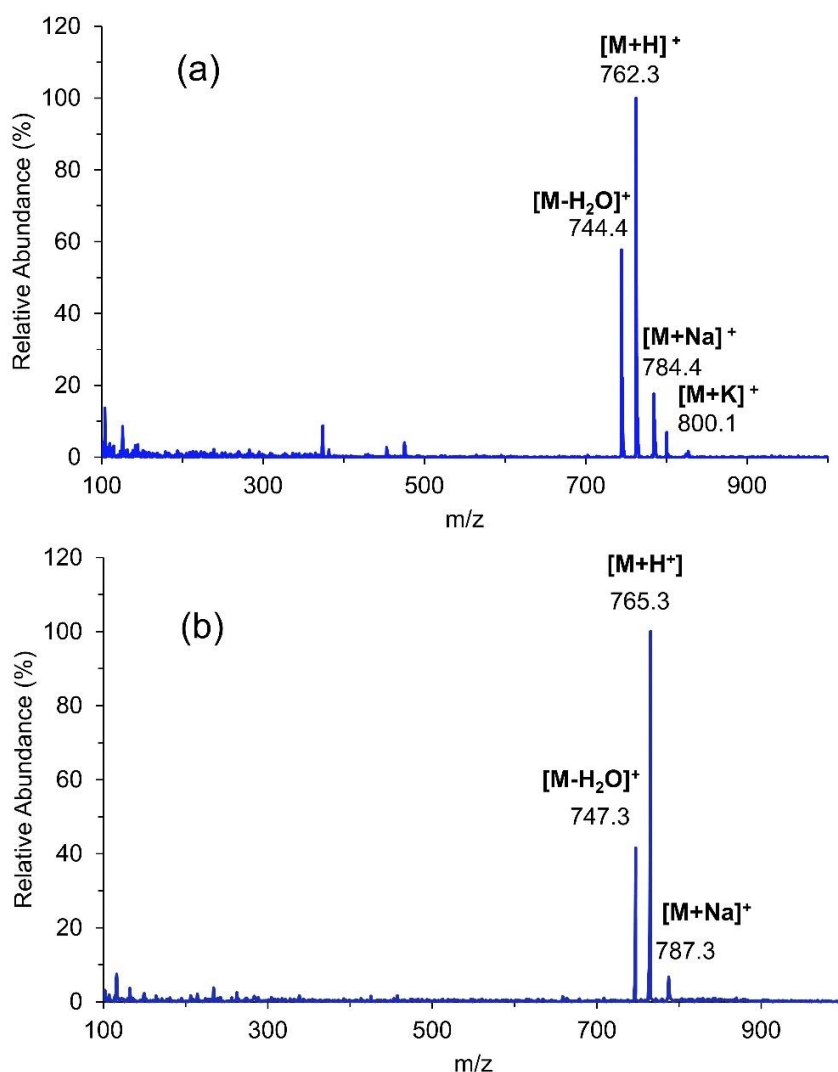 120
(a)
[M+H] +
762.3
100
Relative Abundance (%)
80
[M-H₂O]⁺
744.4
60
40
[M+Na] +
784.4
20
[M+K] +
800.1
0
100
300
500
700
900
m/z
120
[M+H⁺]
(b)
765.3
100
Relative Abundance (%)
80
[M-H₂O]⁺
747.3
60
40
[M+Na]⁺
787.3
20
0
100
300
500
700
900
m/z